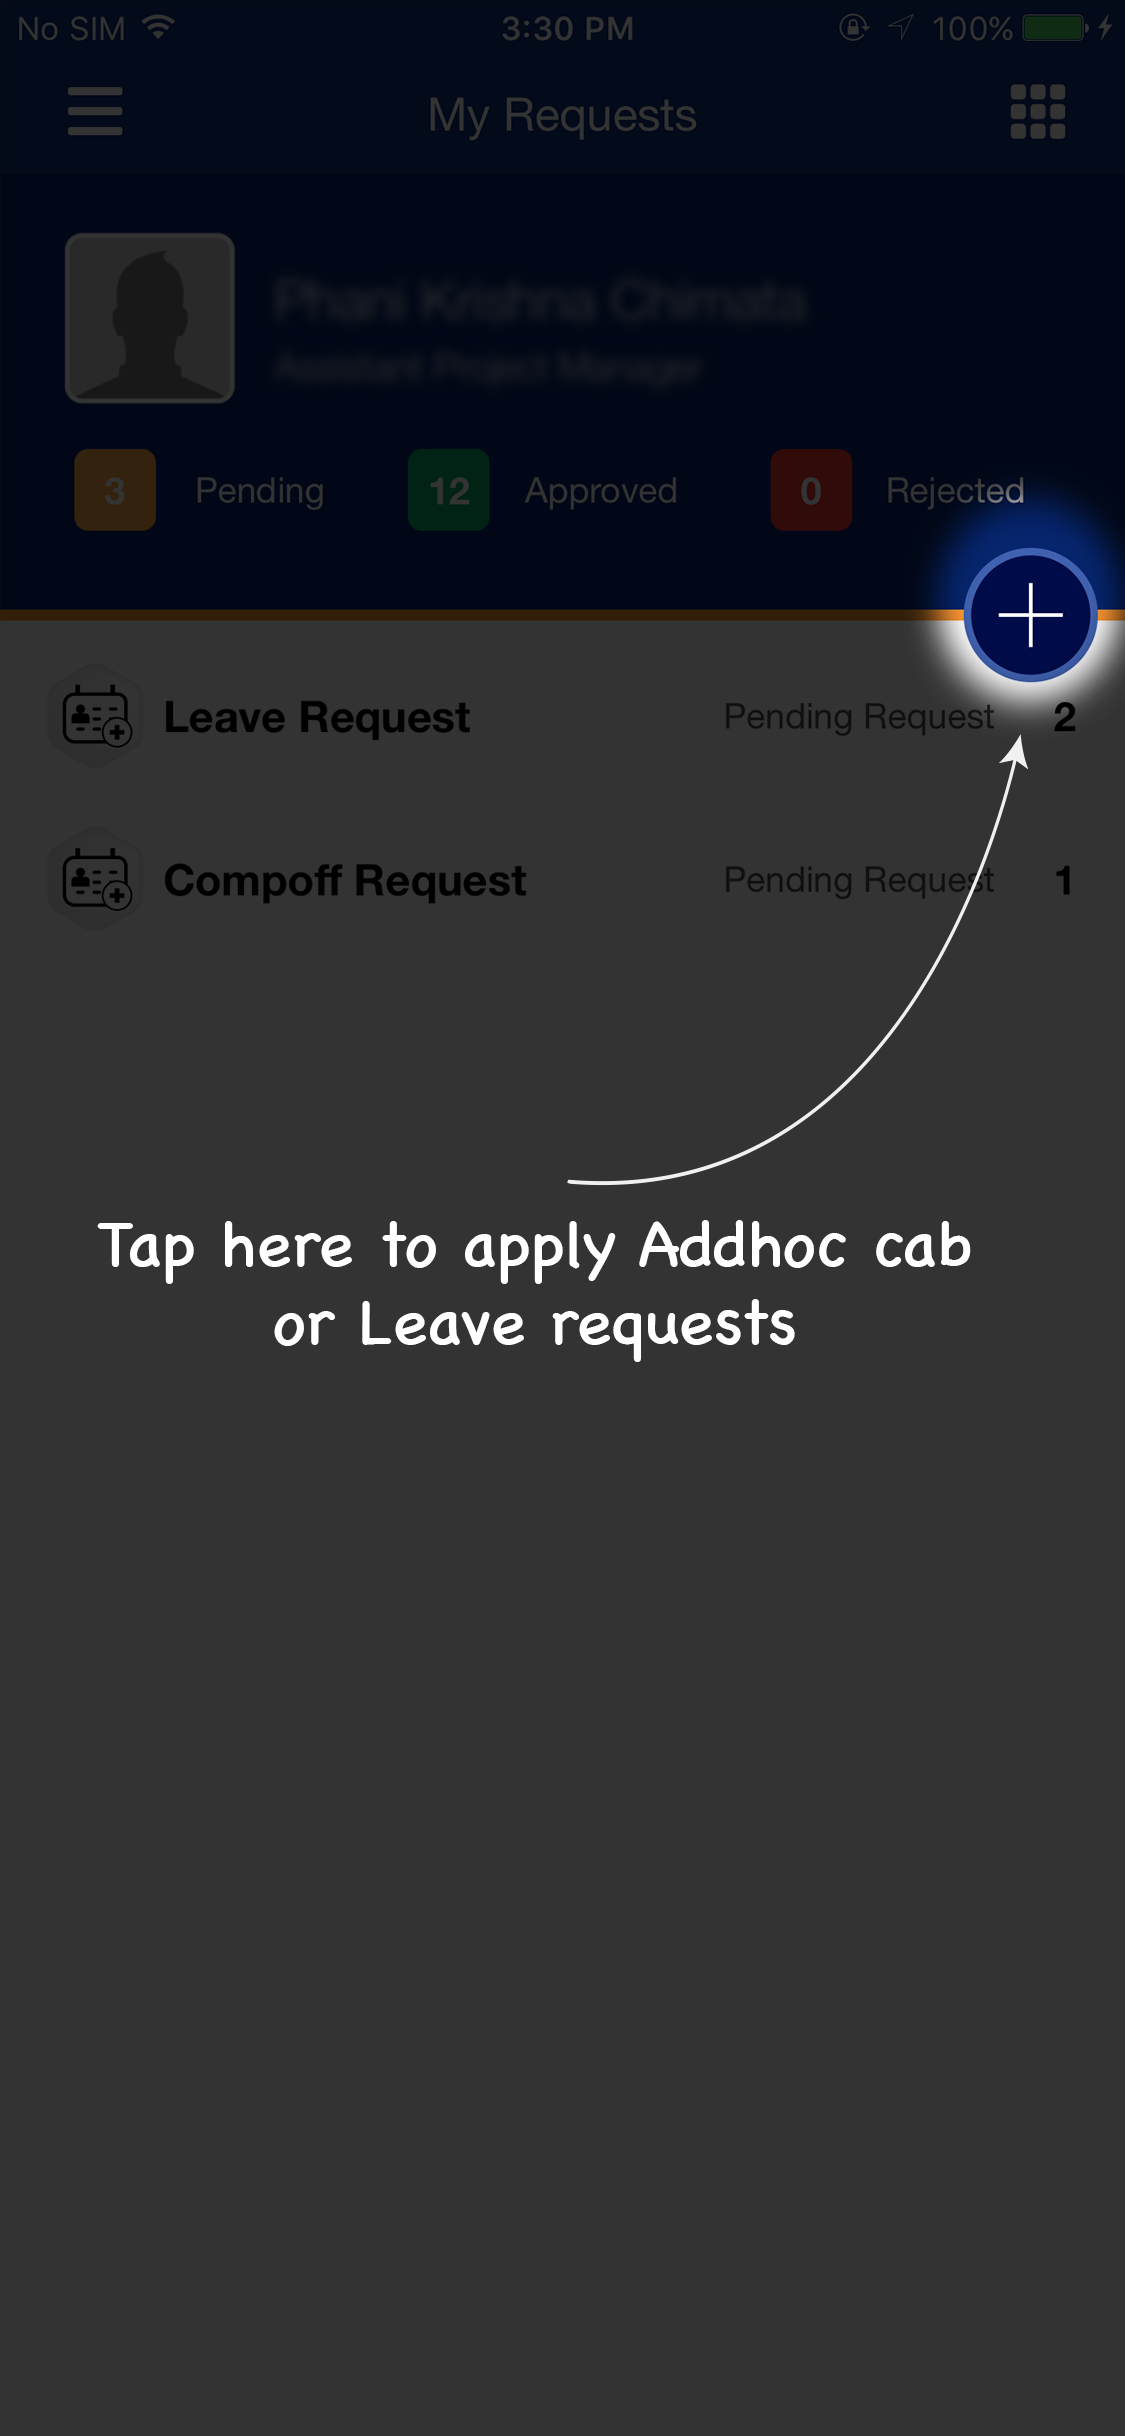 No SIM 3:30 PM 100%
My Requests
Phani Krishna Chimata
Assistant Project Manager
3 Pending 12 Approved 0 Rejected
Leave Request Pending Request 2
Compoff Request Pending Request 1
Tap here to apply Addhoc cab
or Leave requests